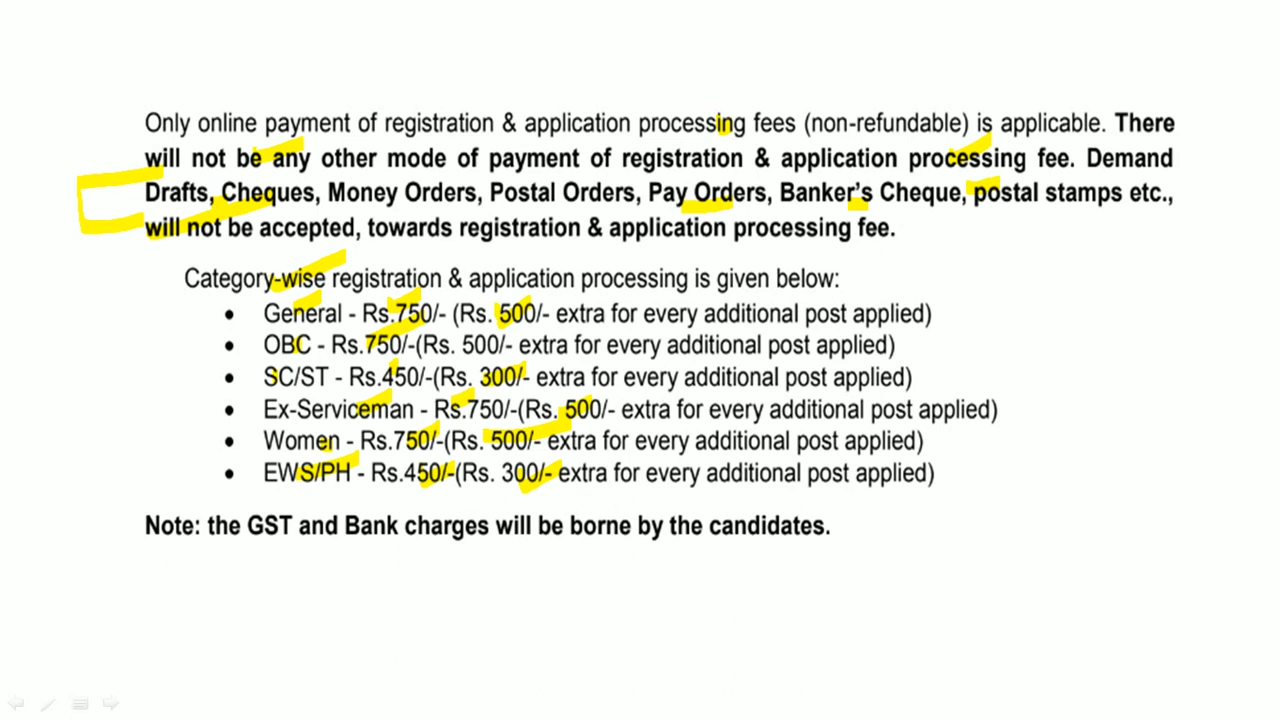 Only online payment of registration & application processing fees (non-refundable) is applicable. There
will not be any other mode of payment of registration & application processing fee. Demand
Drafts, Cheques, Money Orders, Postal Orders, Pay Orders, Banker's Cheque, postal stamps etc.,
will not be accepted, towards registration & application processing fee.
Category-wise registration & application processing is given below:
• General - Rs.750/- (Rs. 500/- extra for every additional post applied)
• OBC - Rs.750/-(Rs. 500/- extra for every additional post applied)
• SC/ST - Rs.450/-(Rs. 300/- extra for every additional post applied)
• Ex-Serviceman - Rs.750/-(Rs. 500/- extra for every additional post applied)
• Women - Rs.750/-(Rs. 500/- extra for every additional post applied)
• EWS/PH - Rs.450/-(Rs. 300/- extra for every additional post applied)
Note: the GST and Bank charges will be borne by the candidates.